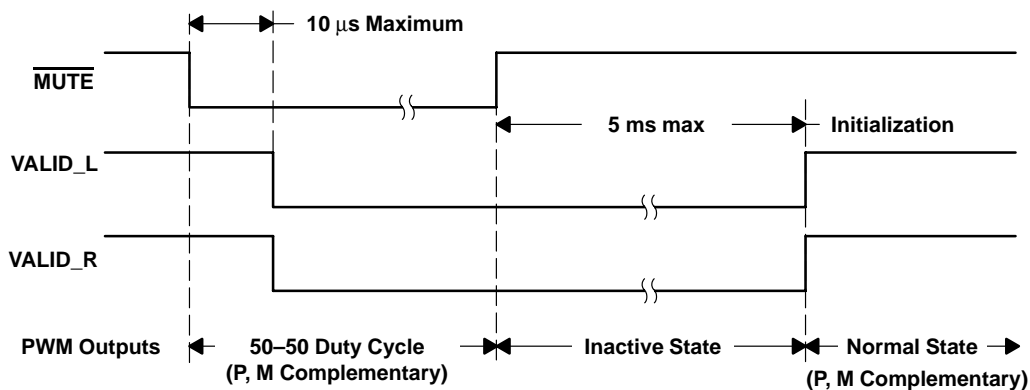 10 μs Maximum
MUTE
5 ms max
Initialization
VALID_L
VALID_R
PWM Outputs
50–50 Duty Cycle
(P, M Complementary)
Inactive State
Normal State
(P, M Complementary)